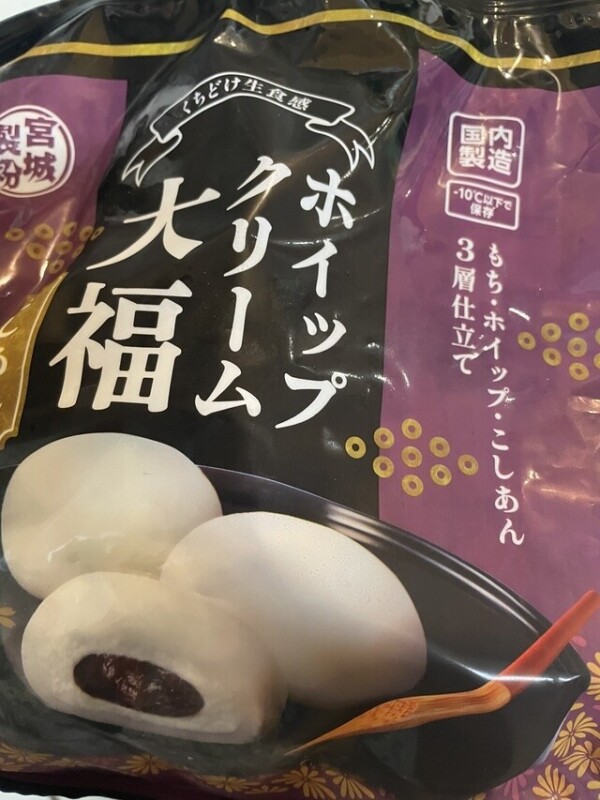 くちどけ生食感
ホイップ
クリーム
大福
国内
製造
-10℃以下で
保存
もち・ホイップ・こしあん
3層仕立て
宮城
製粉